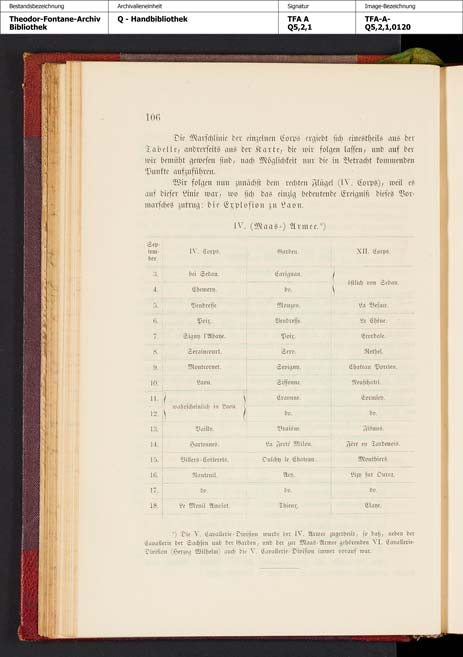 Bestandsbezeichnung Archivalieneinheit Signatur Image-Bezeichnung
Theodor-Fontane-Archiv Q - Handbibliothek TFA A TFA-A-
Bibliothek Q5,2,1 Q5,2,1,0120
106
Die Marschlinie der einzelnen Corps ergiebt sich einestheils aus der
Tabelle, andrerseits aus der Karte, die wir folgen lassen, und auf der
wir bemüht gewesen sind, nach Möglichkeit nur die in Betracht kommenden
Punkte aufzuführen.
Wir folgen nun zunächst dem rechten Flügel (IV. Corps), weil es
auf dieser Linie war, wo sich das einzig bedeutende Ereigniß dieses Vor-
marsches zutrug: die Explosion zu Laon.
IV. (Maas-) Armee.*)
Sep-
tem-
ber. IV. Corps. Garden. XII. Corps.
3. bei Sedan. Carignan.
östlich von Sedan.
4. Chemery. do.
5. Vendresse. Mouzon. La Besace.
6. Poix. Vendresse. Le Chêne.
7. Signy l'Abaye. Poix.
8. Seraincourt. Rethel.
9. Montcornet. Sevigny. Chateau Porcien.
10. Laon. Sissonne. Neufchatel.
11. Craonne. Cormicy.
wahrscheinlich in Laon
12. do. do.
13. Vailly. Braisne. Fismes.
14. Hartennes. La Ferté Milon. Fère en Tardenois.
15. Villers-Cotterets. Oulchy le Chateau. Monthiers.
16. Nanteuil. Acy. Lizy sur Ourcq.
17. do. do. do.
18. Le Mesnil Amelot. Thieux. Claye.
*) Die V. Cavallerie-Division wurde der IV. Armee zugetheilt, so daß, neben der
Cavallerie der Sachsen und der Garden, und der zur Maas-Armee gehörenden VI. Cavallerie-
Division (Herzog Wilhelm) auch die V. Cavallerie-Division immer vorauf war.